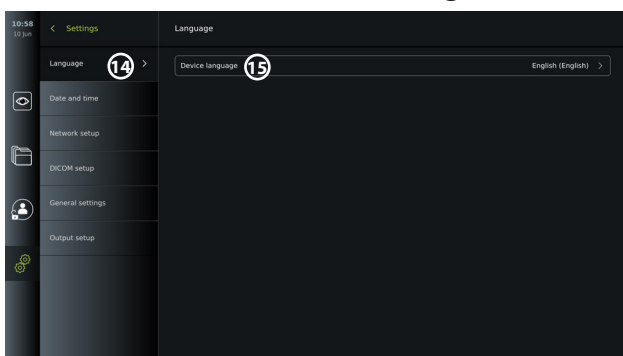 10:58
10 Jun
Settings
Language
Language
14
Device language
15
English (English)
Date and time
Network setup
DICOM setup
General settings
Output setup